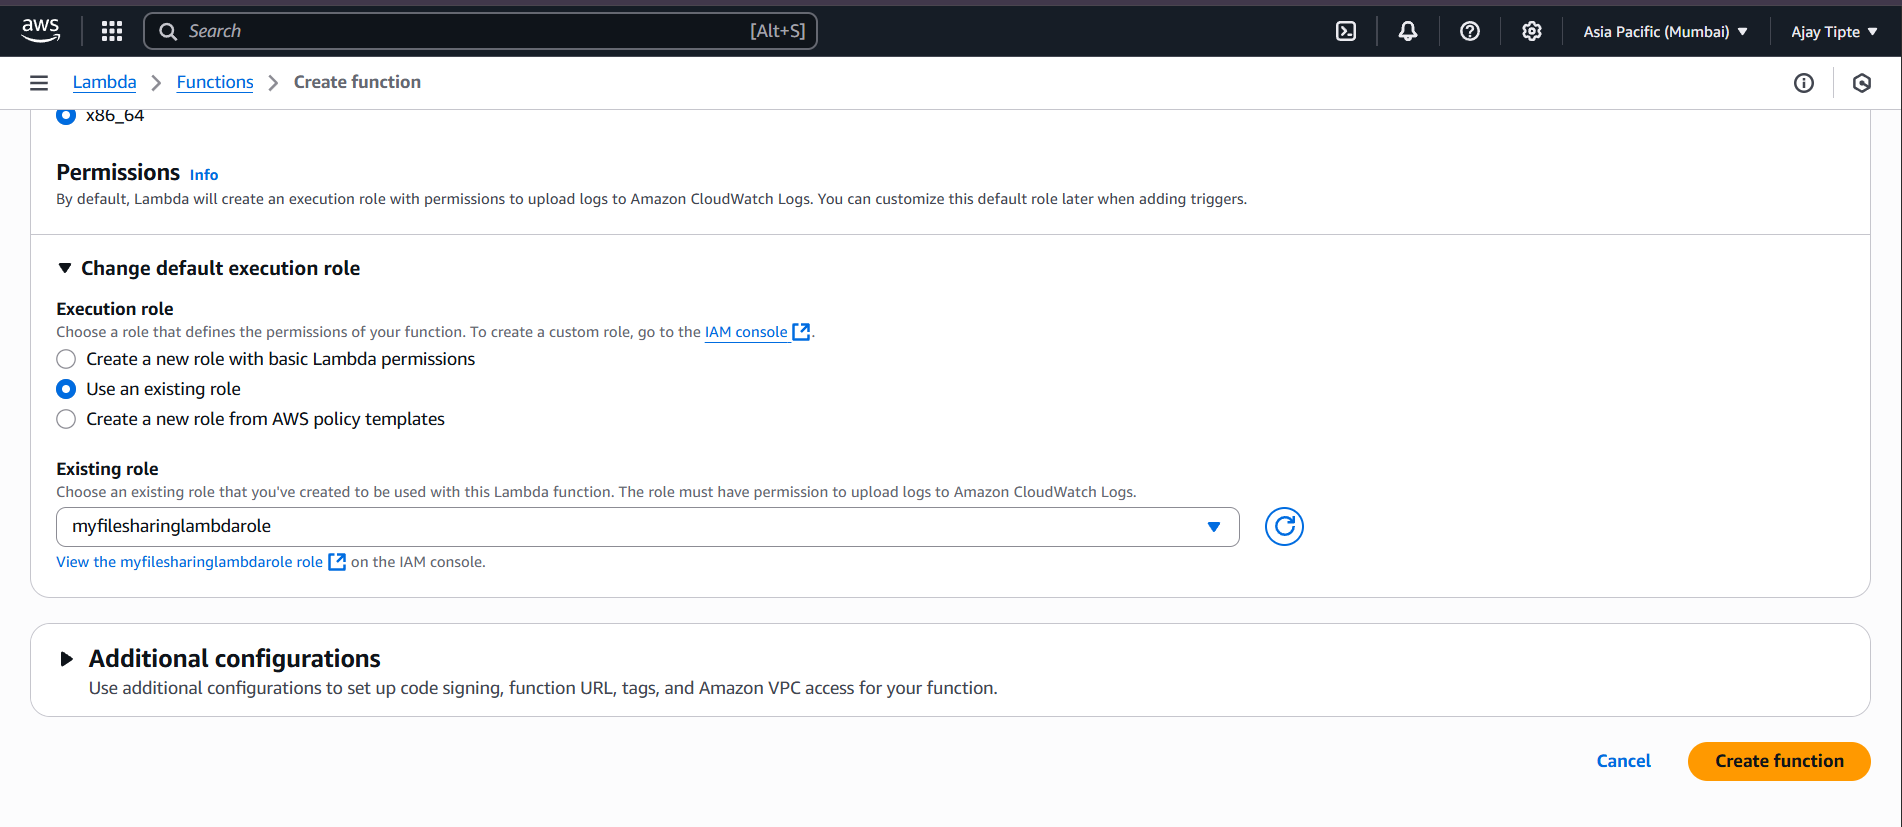 aws
Search [Alt+S]
Asia Pacific (Mumbai) Ajay Tipte
Lambda Functions Create function
x86_64
Permissions Info
By default, Lambda will create an execution role with permissions to upload logs to Amazon CloudWatch Logs. You can customize this default role later when adding triggers.
Change default execution role
Execution role
Choose a role that defines the permissions of your function. To create a custom role, go to the IAM console.
Create a new role with basic Lambda permissions
Use an existing role
Create a new role from AWS policy templates
Existing role
Choose an existing role that you've created to be used with this Lambda function. The role must have permission to upload logs to Amazon CloudWatch Logs.
myfilesharinglambdarole
View the myfilesharinglambdarole role on the IAM console.
Additional configurations
Use additional configurations to set up code signing, function URL, tags, and Amazon VPC access for your function.
Cancel Create function